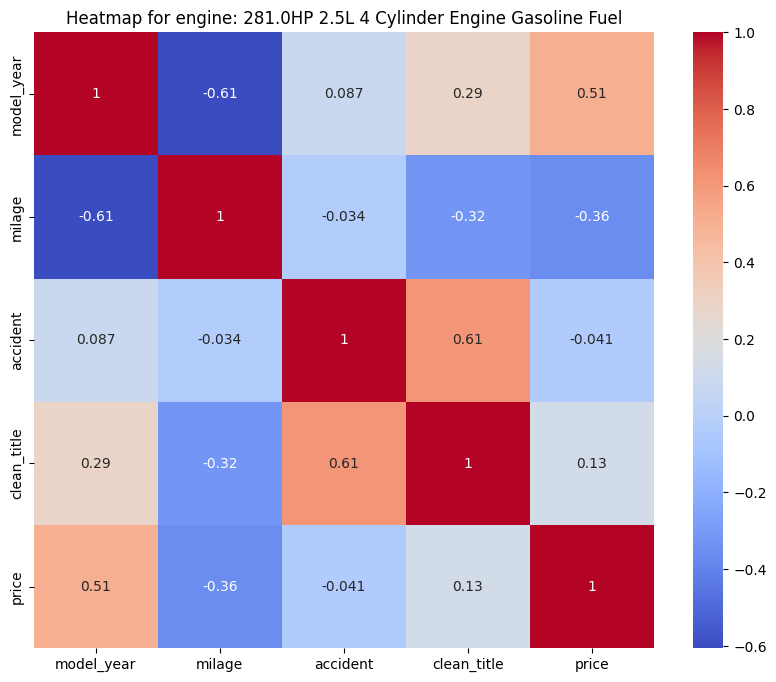 Heatmap for engine: 281.0HP 2.5L 4 Cylinder Engine Gasoline Fuel
model_year 1 -0.61 0.087 0.29 0.51
milage -0.61 1 -0.034 -0.32 -0.36
accident 0.087 -0.034 1 0.61 -0.041
clean_title 0.29 -0.32 0.61 1 0.13
price 0.51 -0.36 -0.041 0.13 1
model_year milage accident clean_title price
1.0
0.8
0.6
0.4
0.2
0.0
−0.2
−0.4
−0.6